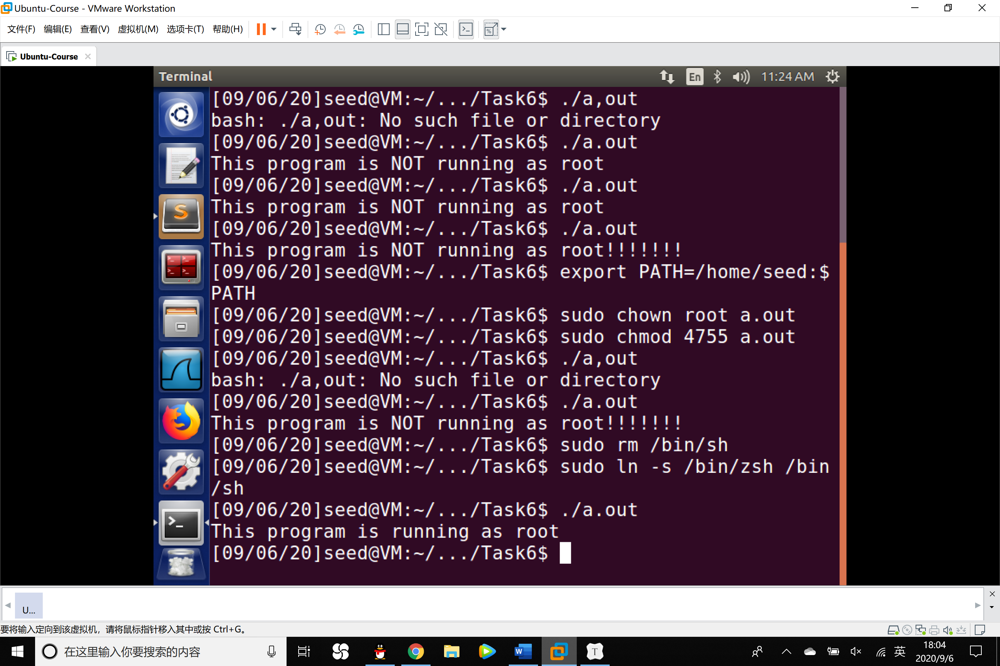 Ubuntu-Course - VMware Workstation
文件(F) 编辑(E) 查看(V) 虚拟机(M) 选项卡(T) 帮助(H)
Ubuntu-Course
Terminal
En
11:24 AM
[09/06/20]seed@VM:~/.../Task6$ ./a,out
bash: ./a,out: No such file or directory
[09/06/20]seed@VM:~/.../Task6$ ./a.out
This program is NOT running as root
[09/06/20]seed@VM:~/.../Task6$ ./a.out
This program is NOT running as root
[09/06/20]seed@VM:~/.../Task6$ ./a.out
This program is NOT running as root!!!!!!!
[09/06/20]seed@VM:~/.../Task6$ export PATH=/home/seed:$
PATH
[09/06/20]seed@VM:~/.../Task6$ sudo chown root a.out
[09/06/20]seed@VM:~/.../Task6$ sudo chmod 4755 a.out
[09/06/20]seed@VM:~/.../Task6$ ./a,out
bash: ./a,out: No such file or directory
[09/06/20]seed@VM:~/.../Task6$ ./a.out
This program is NOT running as root!!!!!!!
[09/06/20]seed@VM:~/.../Task6$ sudo rm /bin/sh
[09/06/20]seed@VM:~/.../Task6$ sudo ln -s /bin/zsh /bin
/sh
[09/06/20]seed@VM:~/.../Task6$ ./a.out
This program is running as root
[09/06/20]seed@VM:~/.../Task6$
U...
要将输入定向到该虚拟机，请将鼠标指针移入其中或按 Ctrl+G。
在这里输入你要搜索的内容
英
18:04
2020/9/6